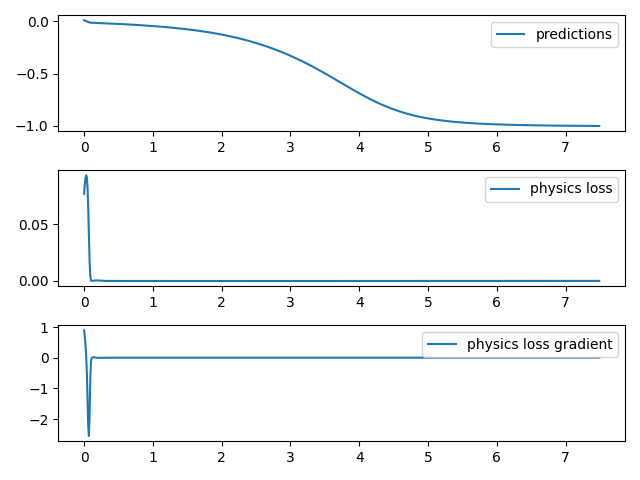 0.0
−0.5
−1.0
predictions
0 1 2 3 4 5 6 7
0.05
0.00
physics loss
0 1 2 3 4 5 6 7
1
0
−1
−2
physics loss gradient
0 1 2 3 4 5 6 7